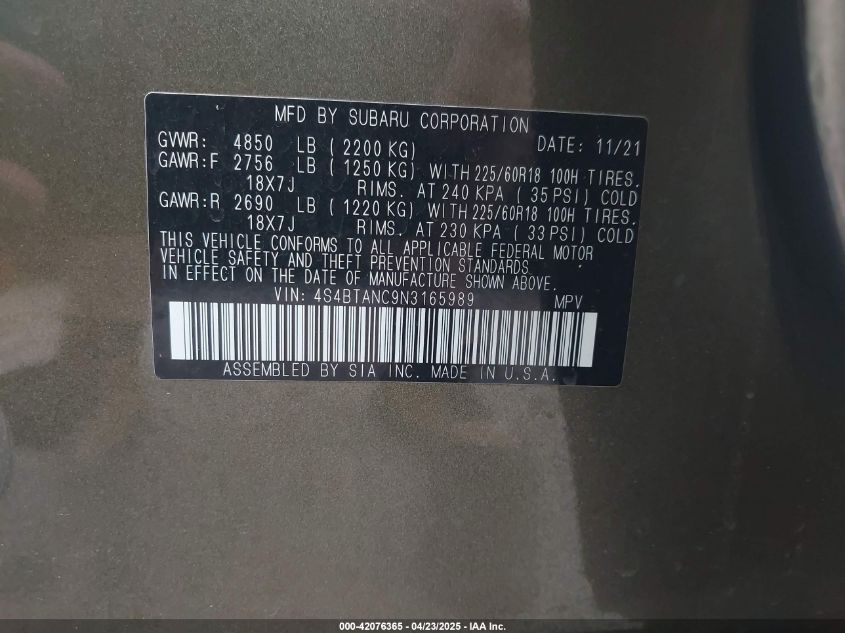 MFD BY SUBARU CORPORATION DATE: 11/21
GVWR: 4850 LB ( 2200 KG)
GAWR: F 2756 LB ( 1250 KG) WITH 225/60R18 100H TIRES.
18X7J RIMS. AT 240 KPA ( 35 PSI) COLD
GAWR: R 2690 LB ( 1220 KG) WITH 225/60R18 100H TIRES.
18X7J RIMS. AT 230 KPA ( 33 PSI) COLD
THIS VEHICLE CONFORMS TO ALL APPLICABLE FEDERAL MOTOR
VEHICLE SAFETY AND THEFT PREVENTION STANDARDS
IN EFFECT ON THE DATE OF MANUFACTURE SHOWN ABOVE.
VIN: 4S4BTANC9N3165989 MPV
ASSEMBLED BY SIA INC. MADE IN U.S.A.
000-42076365 - 04/23/2025 - IAA Inc.